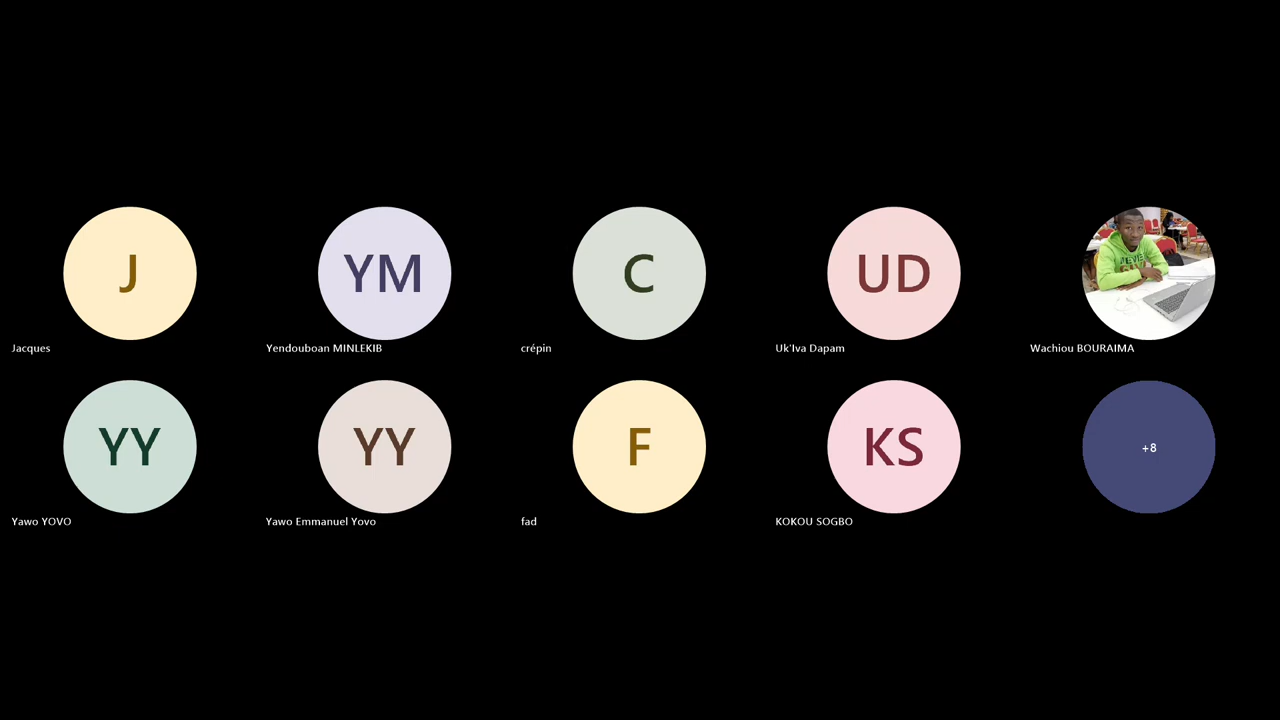 J
YM
C
UD
Jacques
Yendouboan MINLEKIB
crépin
Uk'Iva Dapam
Wachiou BOURAIMA
YY
YY
F
KS
+8
Yawo YOVO
Yawo Emmanuel Yovo
fad
KOKOU SOGBO